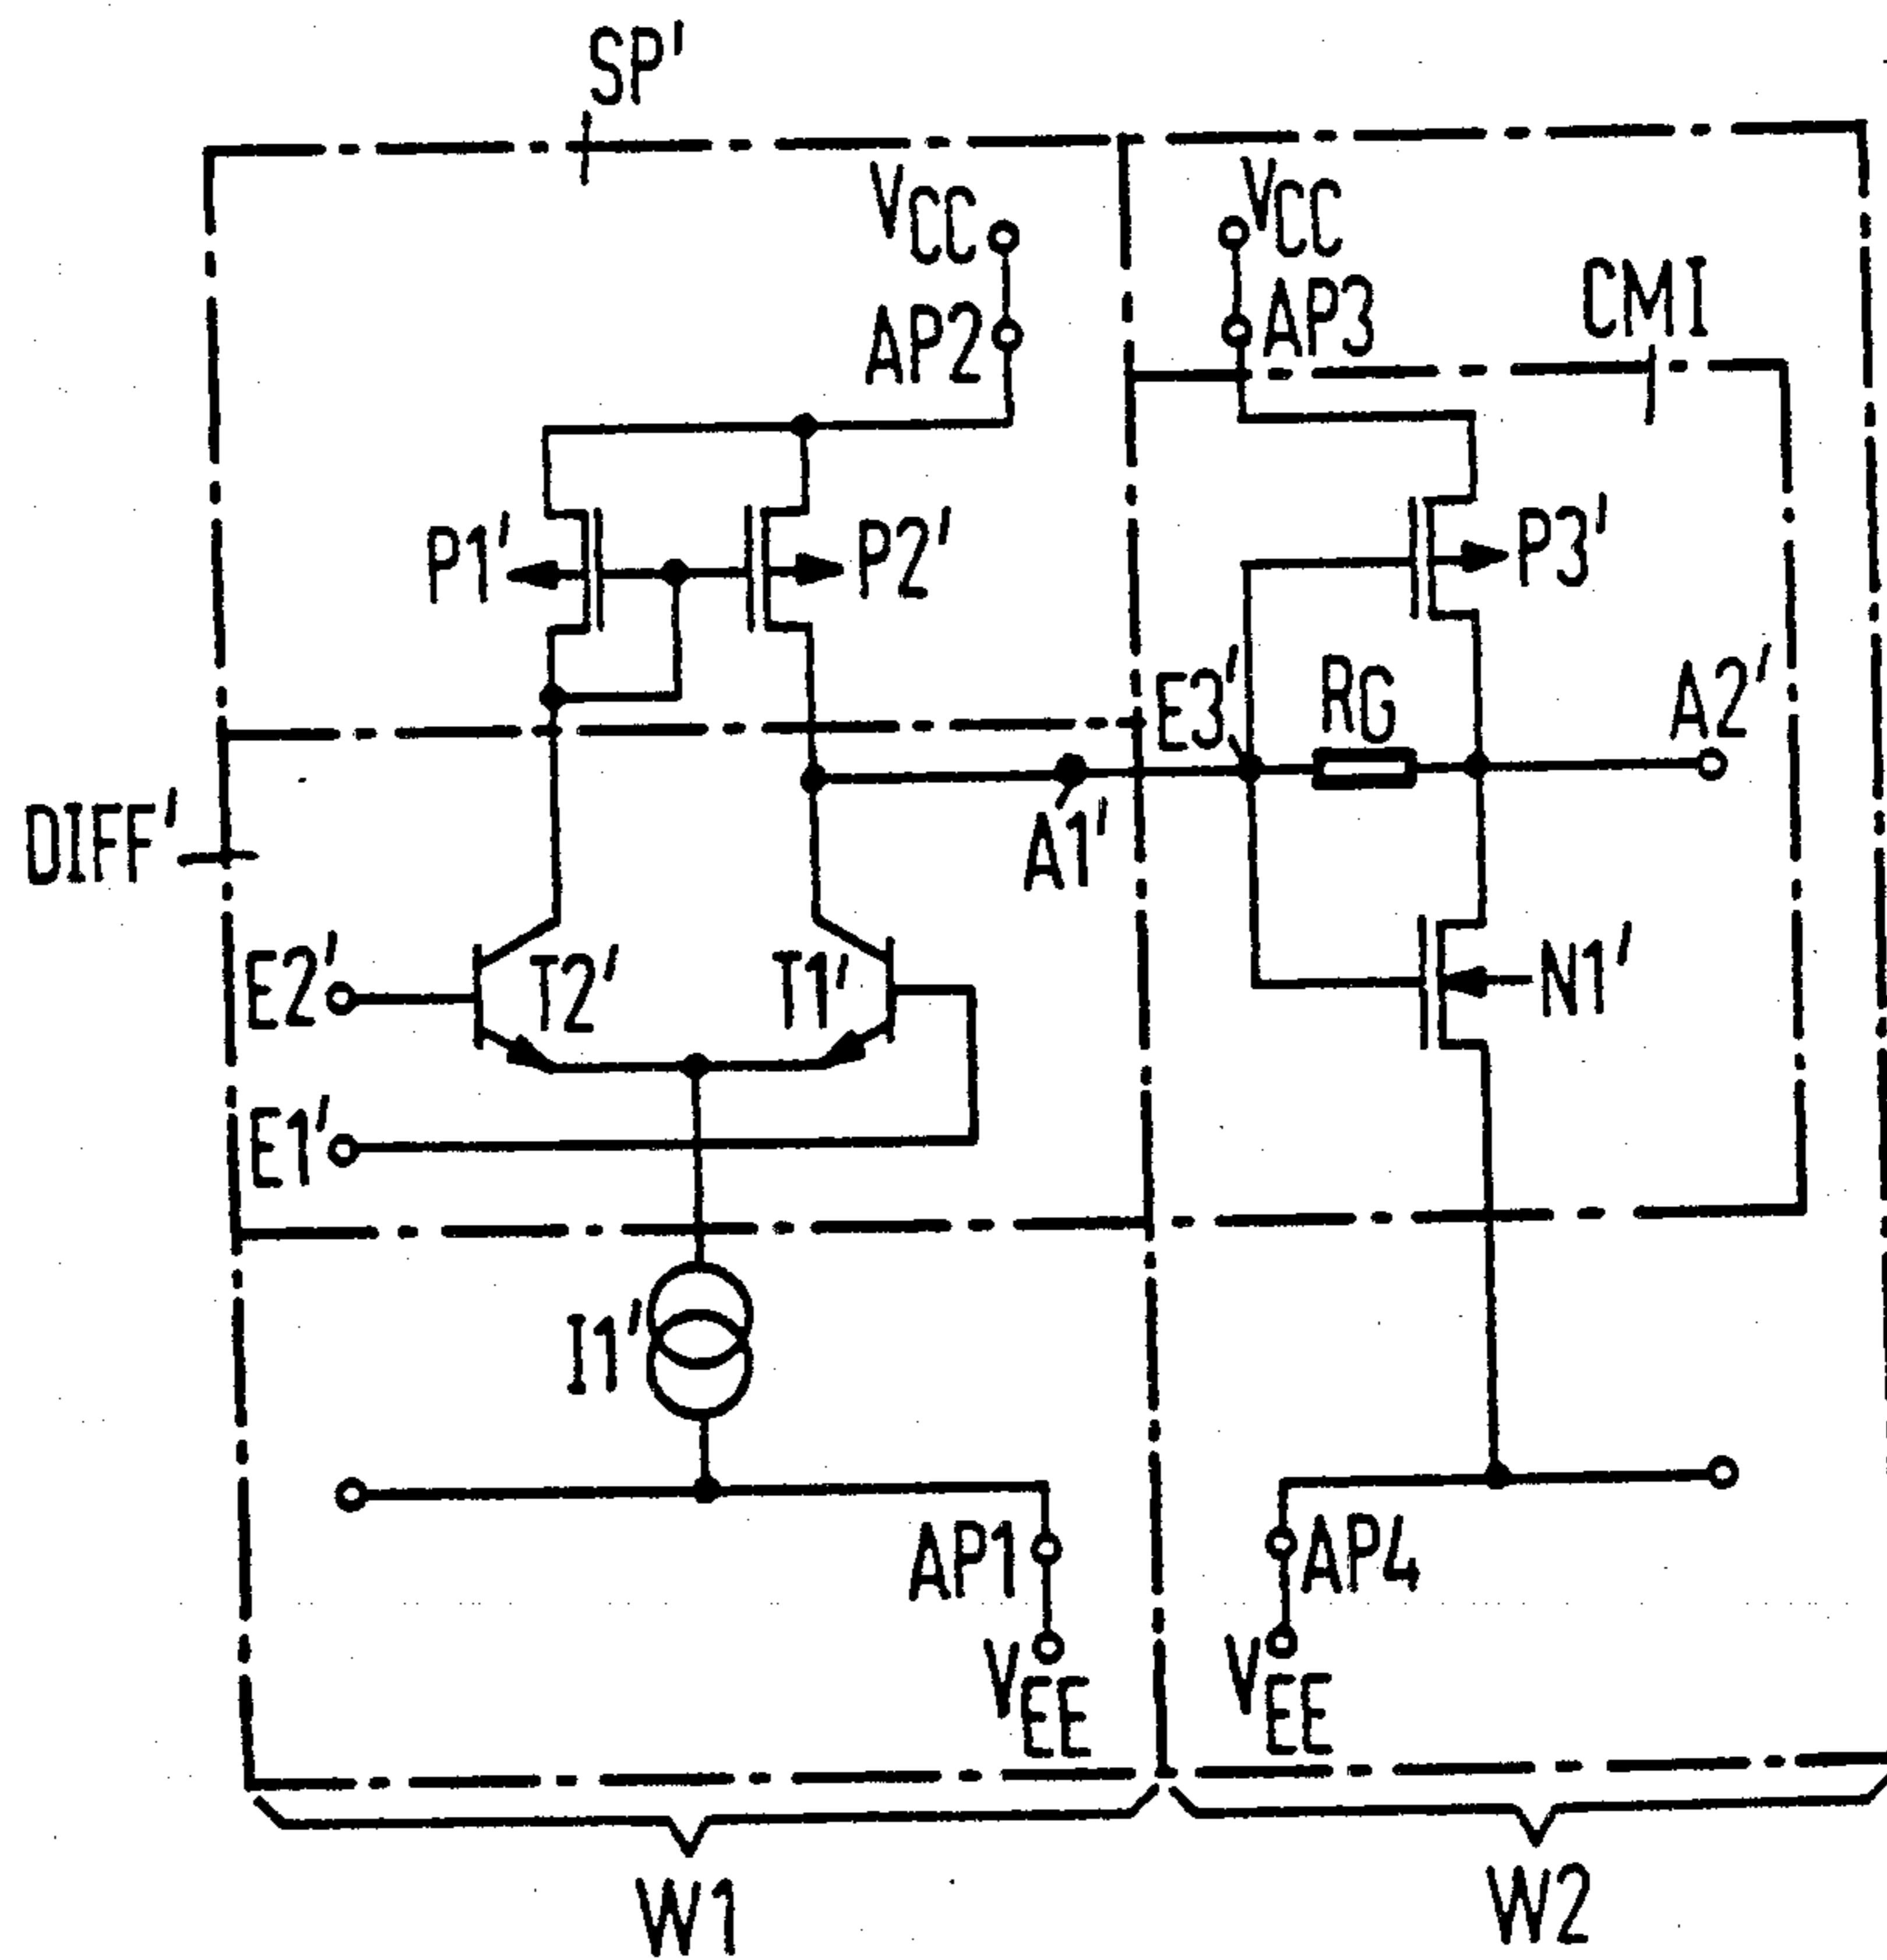 SP'
VCC
VCC
AP2
AP3
CMI
P1'
P2'
P3'
E3'
RG
A2'
DIFF'
A1'
E2'
T2'
T1'
N1'
E1'
I1'
AP1
AP4
VEE
VEE
W1
W2